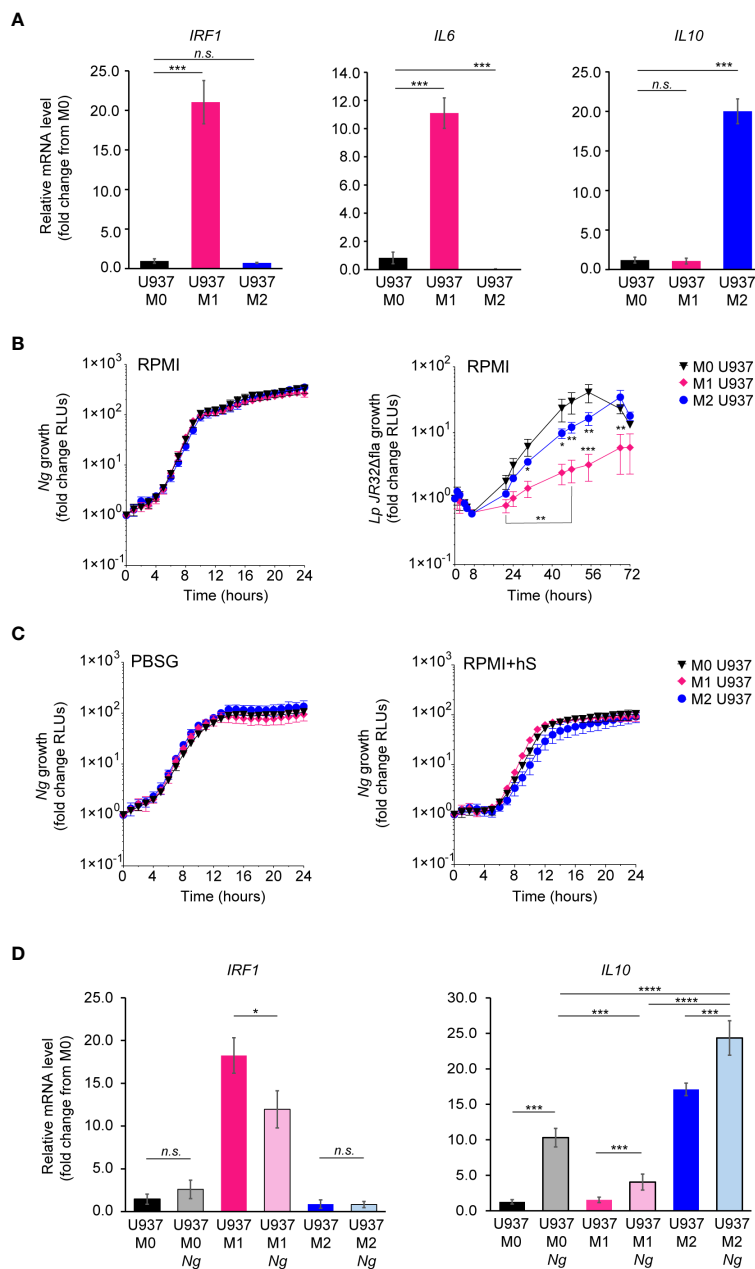 A
IRF1
IL6
IL10
Relative mRNA level
(fold change from M0)
n.s.
***
25.0
20.0
15.0
10.0
5.0
0.0
U937 U937 U937
M0 M1 M2
***
***
14.0
12.0
10.0
8.0
6.0
4.0
2.0
0.0
U937 U937 U937
M0 M1 M2
***
n.s.
25.0
20.0
15.0
10.0
5.0
0.0
U937 U937 U937
M0 M1 M2
B
RPMI
Ng growth
(fold change RLUs)
1×10³
1×10²
1×10¹
1×10⁰
1×10⁻¹
0 4 8 12 16 20 24
Time (hours)
RPMI
Lp JR32Δfla growth
(fold change RLUs)
1×10²
1×10¹
1×10⁰
1×10⁻¹
* * ** ** ***
**
**
0 8 24 40 56 72
Time (hours)
M0 U937
M1 U937
M2 U937
C
PBSG
Ng growth
(fold change RLUs)
1×10³
1×10²
1×10¹
1×10⁰
1×10⁻¹
0 4 8 12 16 20 24
Time (hours)
RPMI+hS
Ng growth
(fold change RLUs)
1×10³
1×10²
1×10¹
1×10⁰
1×10⁻¹
0 4 8 12 16 20 24
Time (hours)
M0 U937
M1 U937
M2 U937
D
IRF1
IL10
Relative mRNA level
(fold change from M0)
25.0
20.0
15.0
10.0
5.0
0.0
n.s.
*
n.s.
U937 U937 U937 U937 U937 U937
M0 M0 M1 M1 M2 M2
Ng Ng Ng
30.0
25.0
20.0
15.0
10.0
5.0
0.0
****
****
*** ***
***
***
U937 U937 U937 U937 U937 U937
M0 M0 M1 M1 M2 M2
Ng Ng Ng